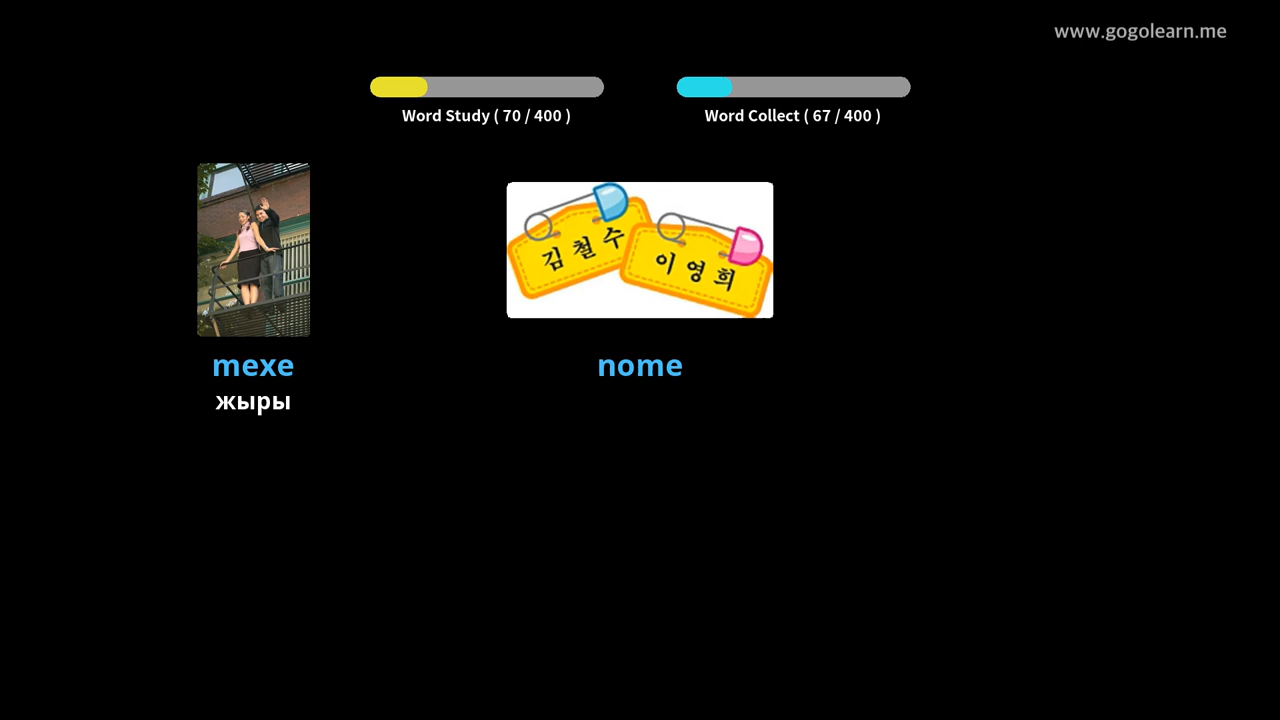 www.gogolearn.me
Word Study ( 70 / 400 )
Word Collect ( 67 / 400 )
김철수
이영희
mexe
nome
жыры